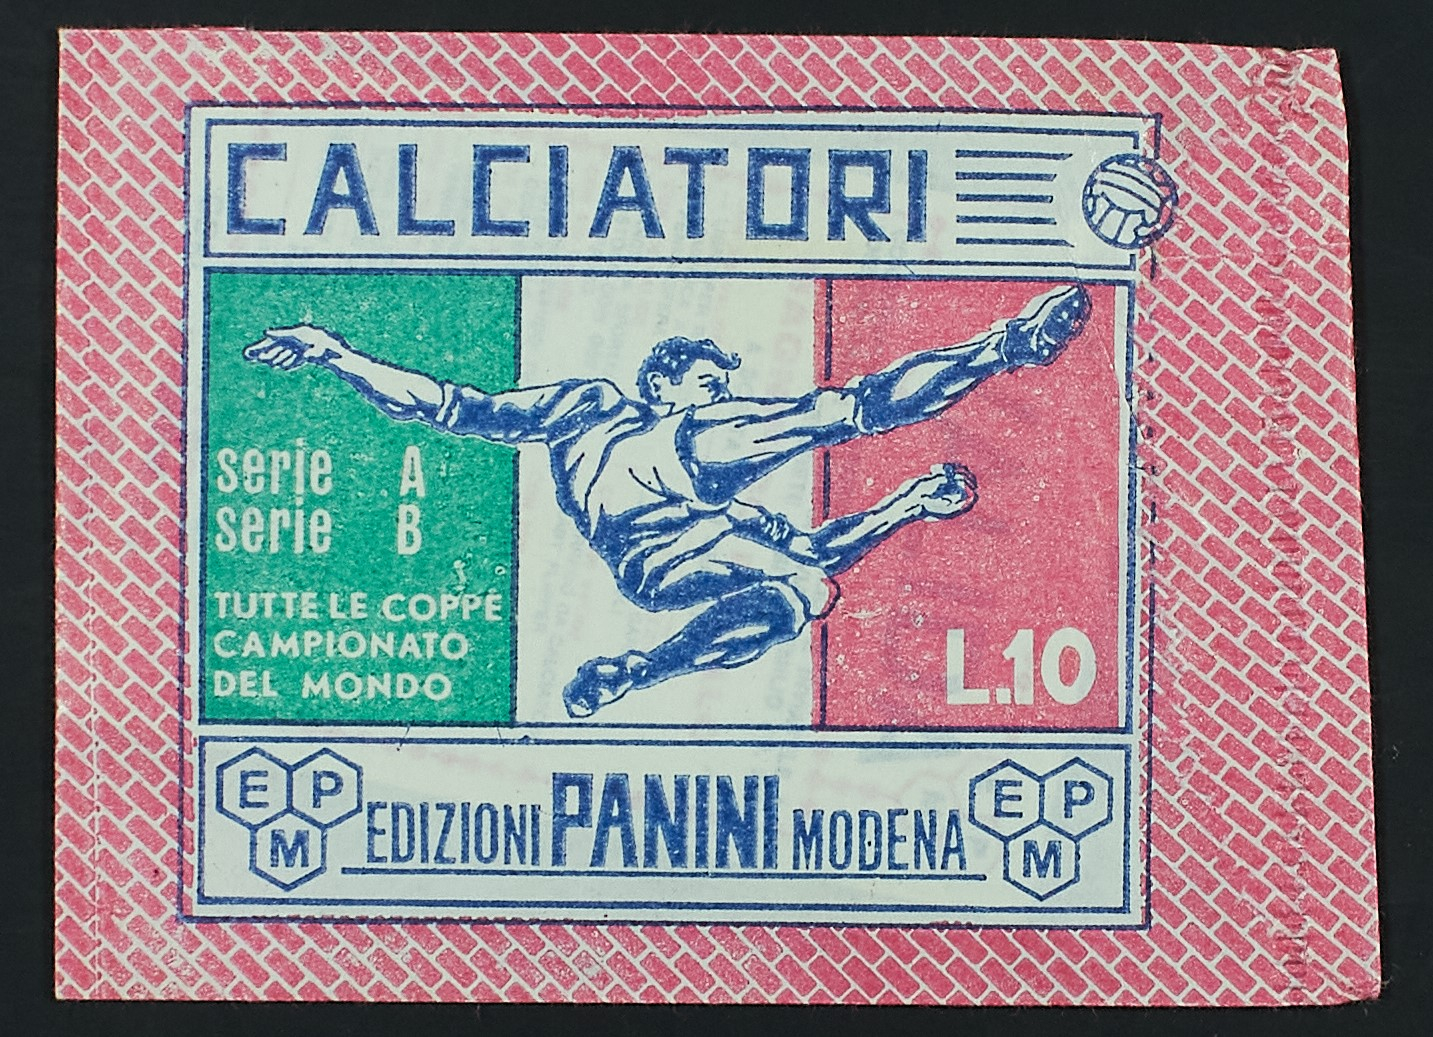 CALCIATORI
serie A
serie B
TUTTE LE COPPE
CAMPIONATO
DEL MONDO
L.10
E P
M
EDIZIONI PANINI MODENA
E P
M